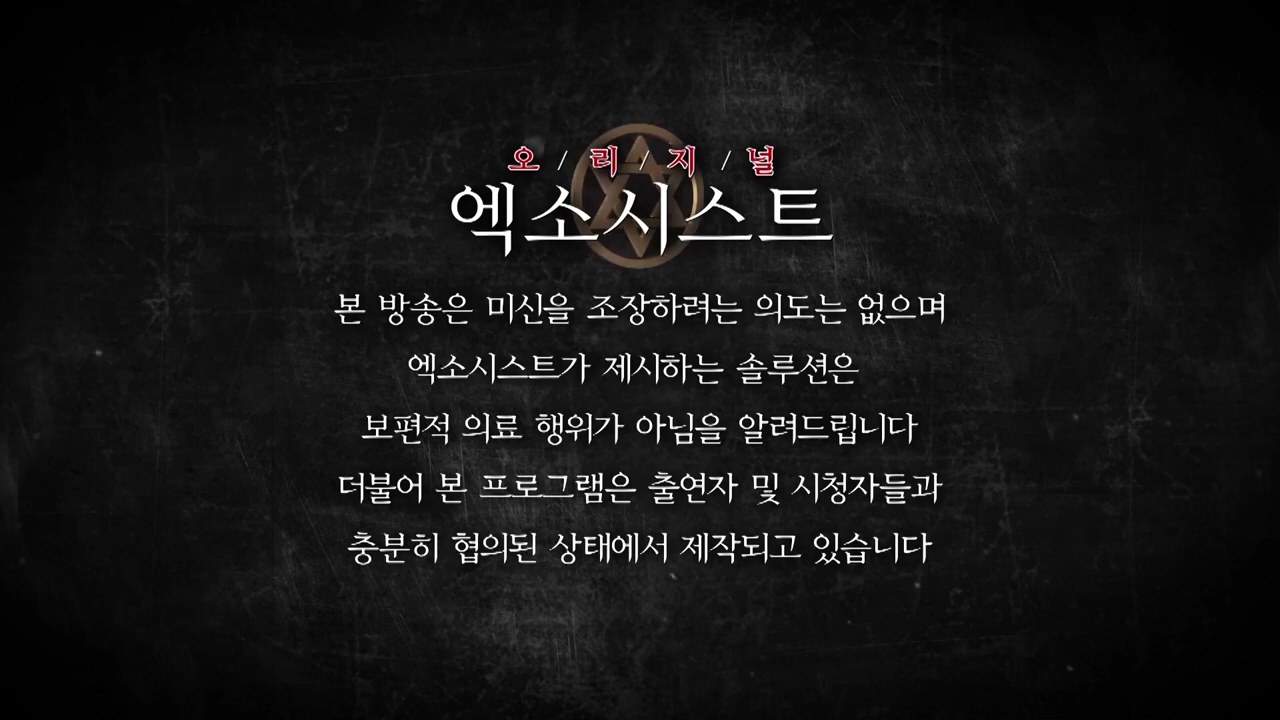 오/리/지/널
엑소시스트
본 방송은 미신을 조장하려는 의도는 없으며
엑소시스트가 제시하는 솔루션은
보편적 의료 행위가 아님을 알려드립니다
더불어 본 프로그램은 출연자 및 시청자들과
충분히 협의된 상태에서 제작되고 있습니다